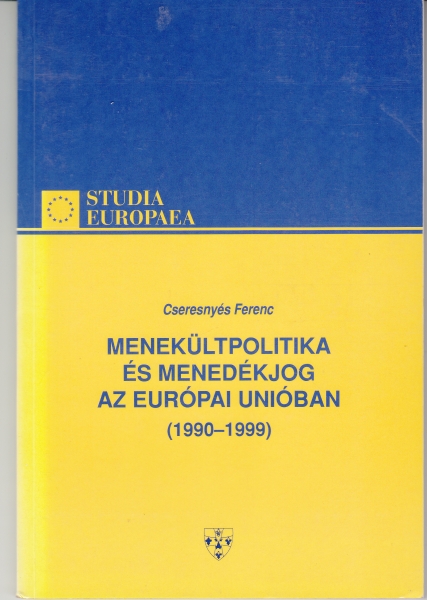 STUDIA
EUROPAEA
Cseresnyés Ferenc
MENEKÜLTPOLITIKA
ÉS MENEDÉKJOG
AZ EURÓPAI UNIÓBAN
(1990–1999)